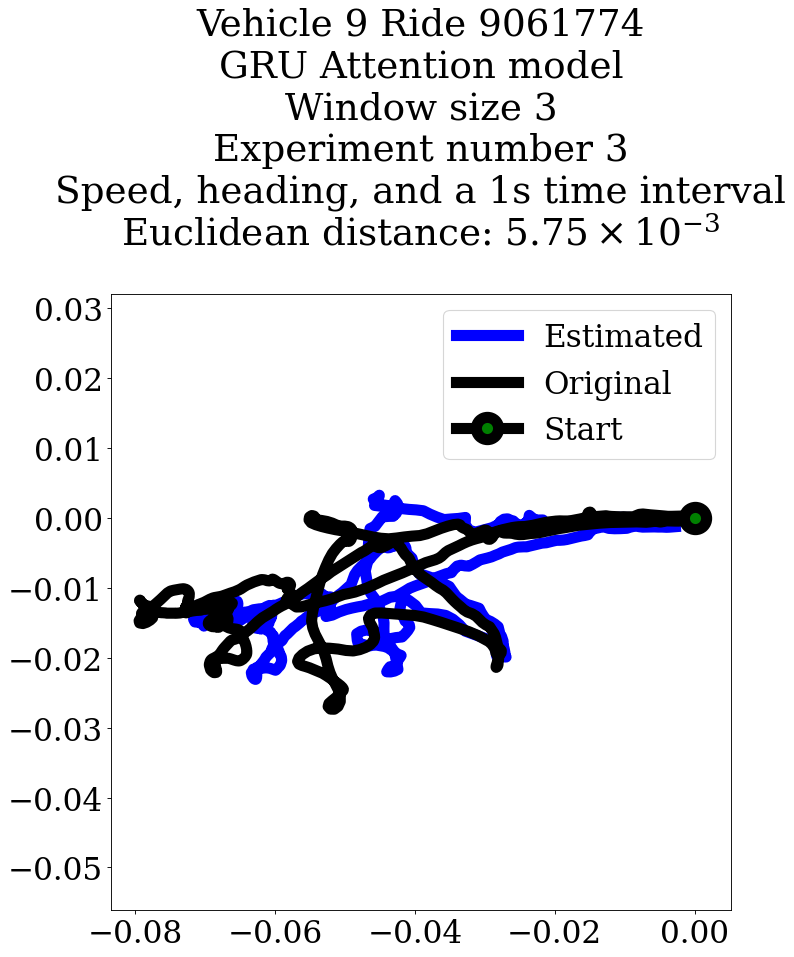 Vehicle 9 Ride 9061774
GRU Attention model
Window size 3
Experiment number 3
Speed, heading, and a 1s time interval
Euclidean distance: 5.75 × 10⁻³
Estimated
Original
Start
0.03
0.02
0.01
0.00
−0.01
−0.02
−0.03
−0.04
−0.05
−0.08 −0.06 −0.04 −0.02 0.00